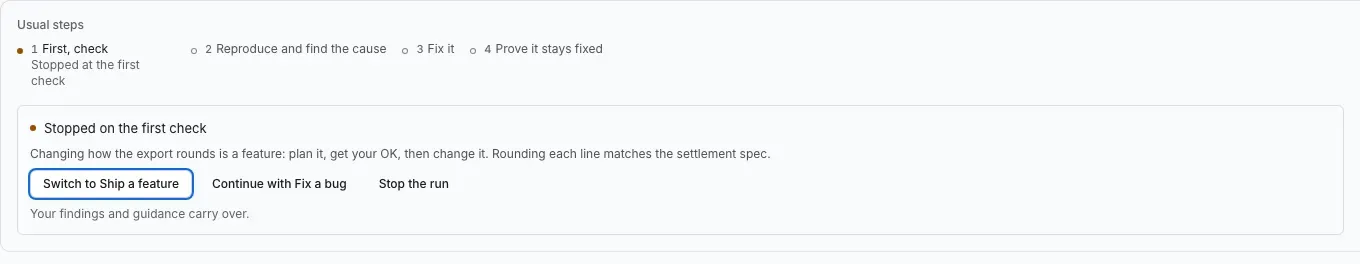 Usual steps
1 First, check
2 Reproduce and find the cause
3 Fix it
4 Prove it stays fixed
Stopped at the first
check
Stopped on the first check
Changing how the export rounds is a feature: plan it, get your OK, then change it. Rounding each line matches the settlement spec.
Switch to Ship a feature
Continue with Fix a bug
Stop the run
Your findings and guidance carry over.